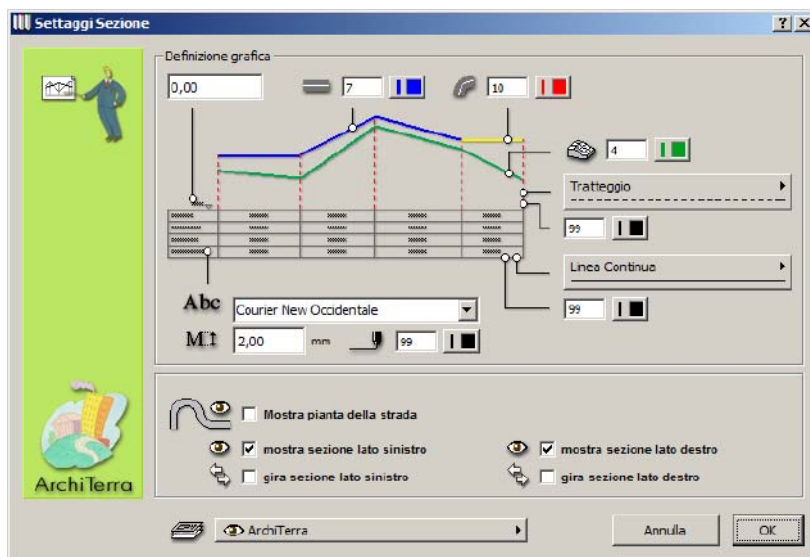 Settaggi Sezione
Definizione grafica
0,00
7
10
4
Tratteggio
99
Linea Continua
99
Abc
Courier New Occidentale
M
2,00
mm
99
Mostra pianta della strada
mostra sezione lato sinistro
mostra sezione lato destro
gira sezione lato sinistro
gira sezione lato destro
ArchiTerra
ArchiTerra
Annulla
OK